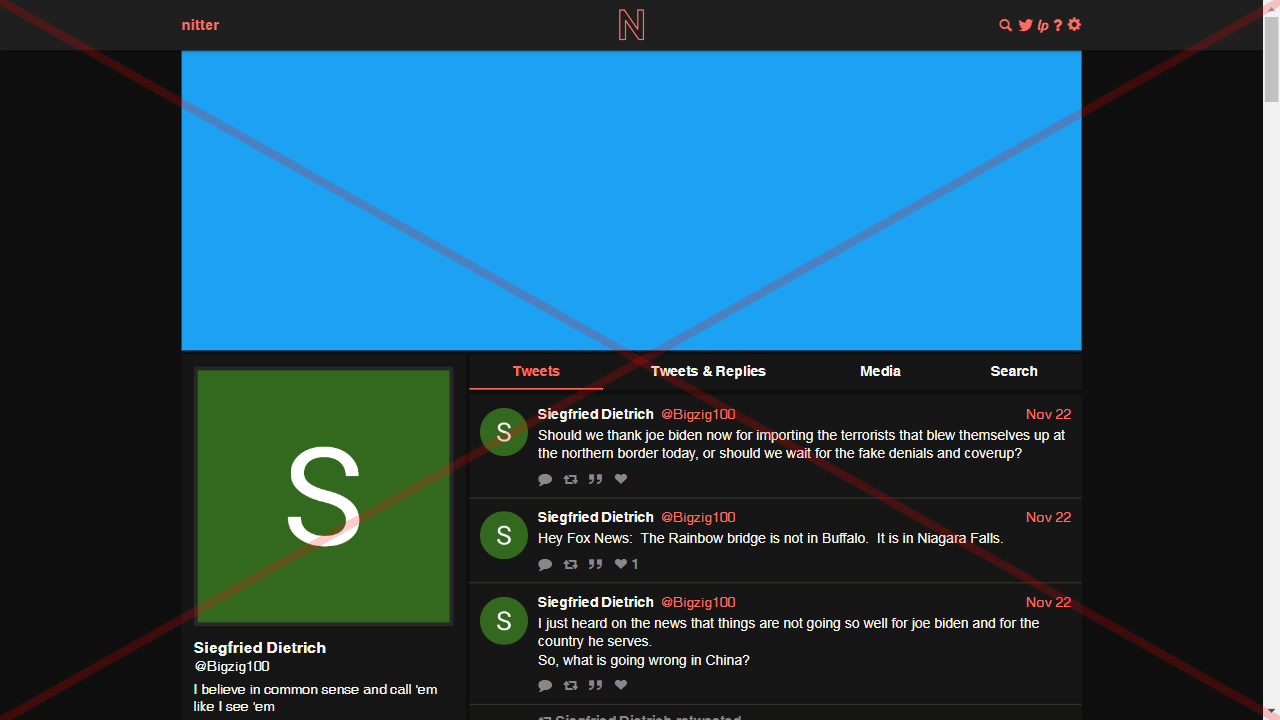 nitter
N
lp ?
S
Siegfried Dietrich
@Bigzig100
I believe in common sense and call 'em
like I see 'em
Tweets Tweets & Replies Media Search
S
Siegfried Dietrich @Bigzig100 Nov 22
Should we thank joe biden now for importing the terrorists that blew themselves up at
the northern border today, or should we wait for the fake denials and coverup?
S
Siegfried Dietrich @Bigzig100 Nov 22
Hey Fox News:  The Rainbow bridge is not in Buffalo.  It is in Niagara Falls.
1
S
Siegfried Dietrich @Bigzig100 Nov 22
I just heard on the news that things are not going so well for joe biden and for the
country he serves.
So, what is going wrong in China?
Siegfried Dietrich retweeted